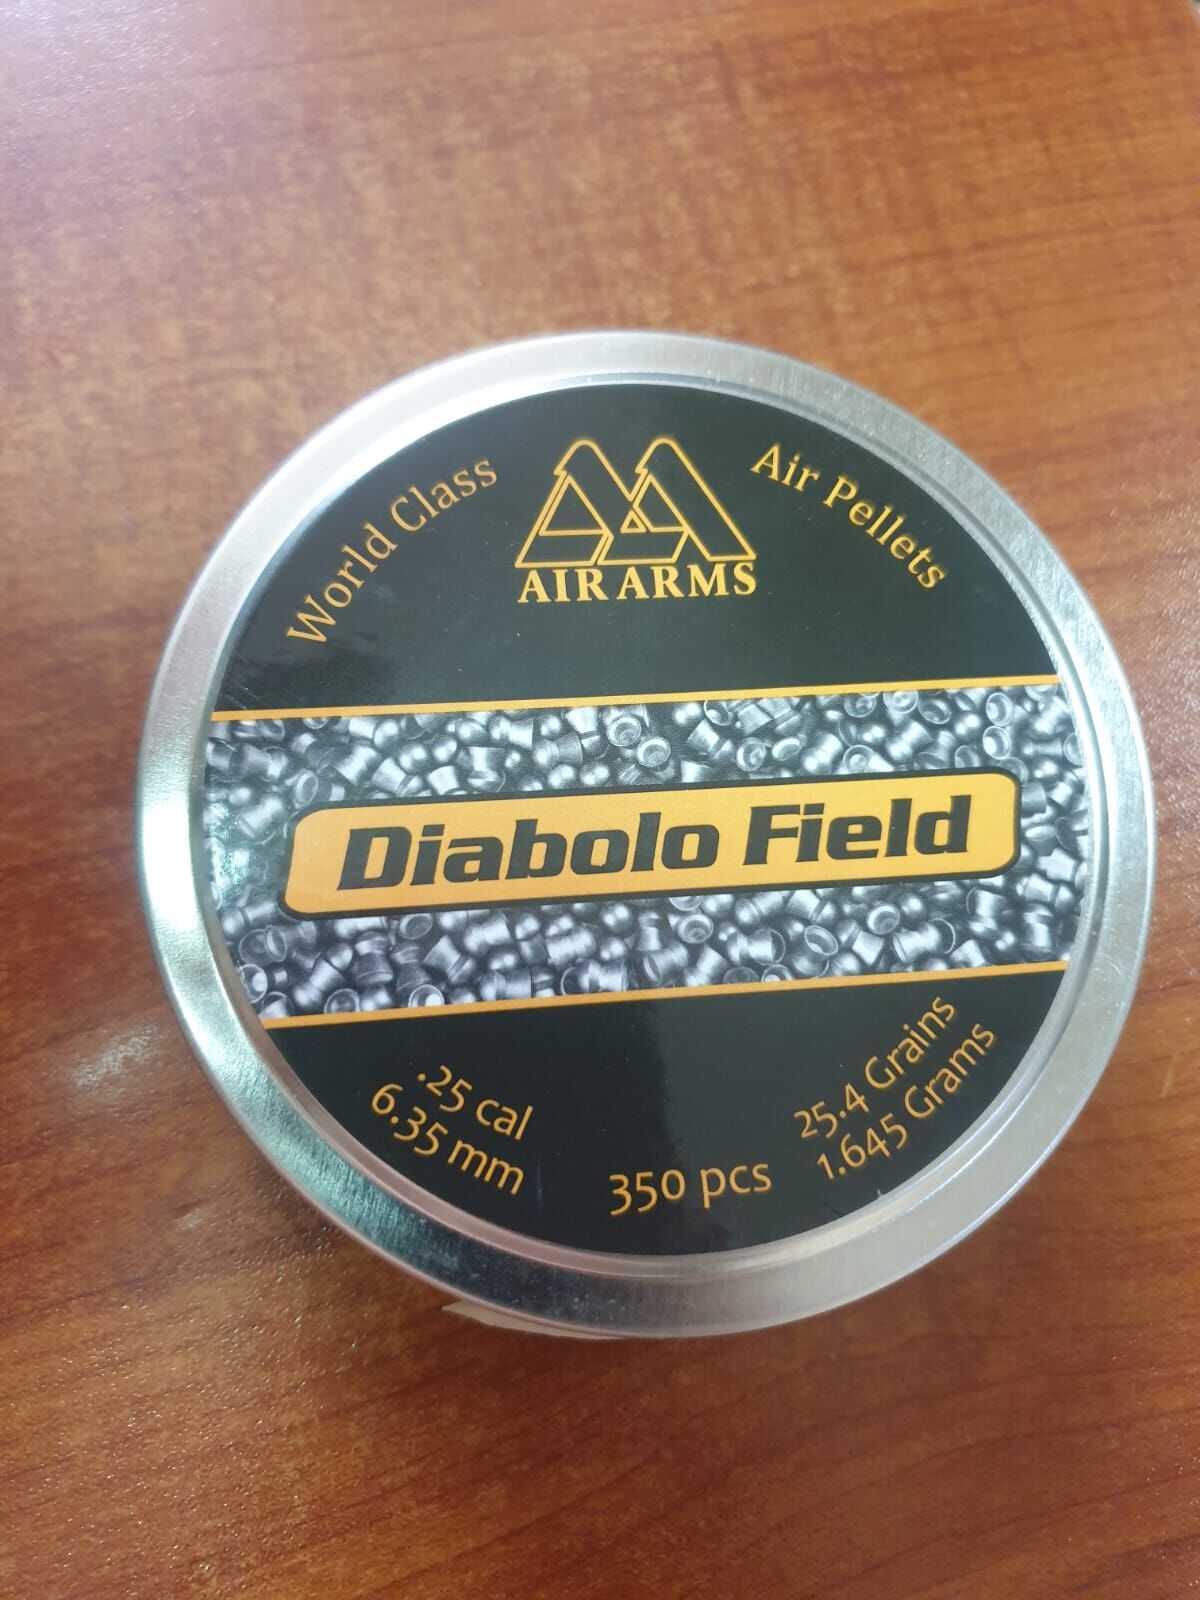 World Class
Air Pellets
AIR ARMS
Diabolo Field
.25 cal
6.35 mm
350 pcs
25.4 Grains
1.645 Grams